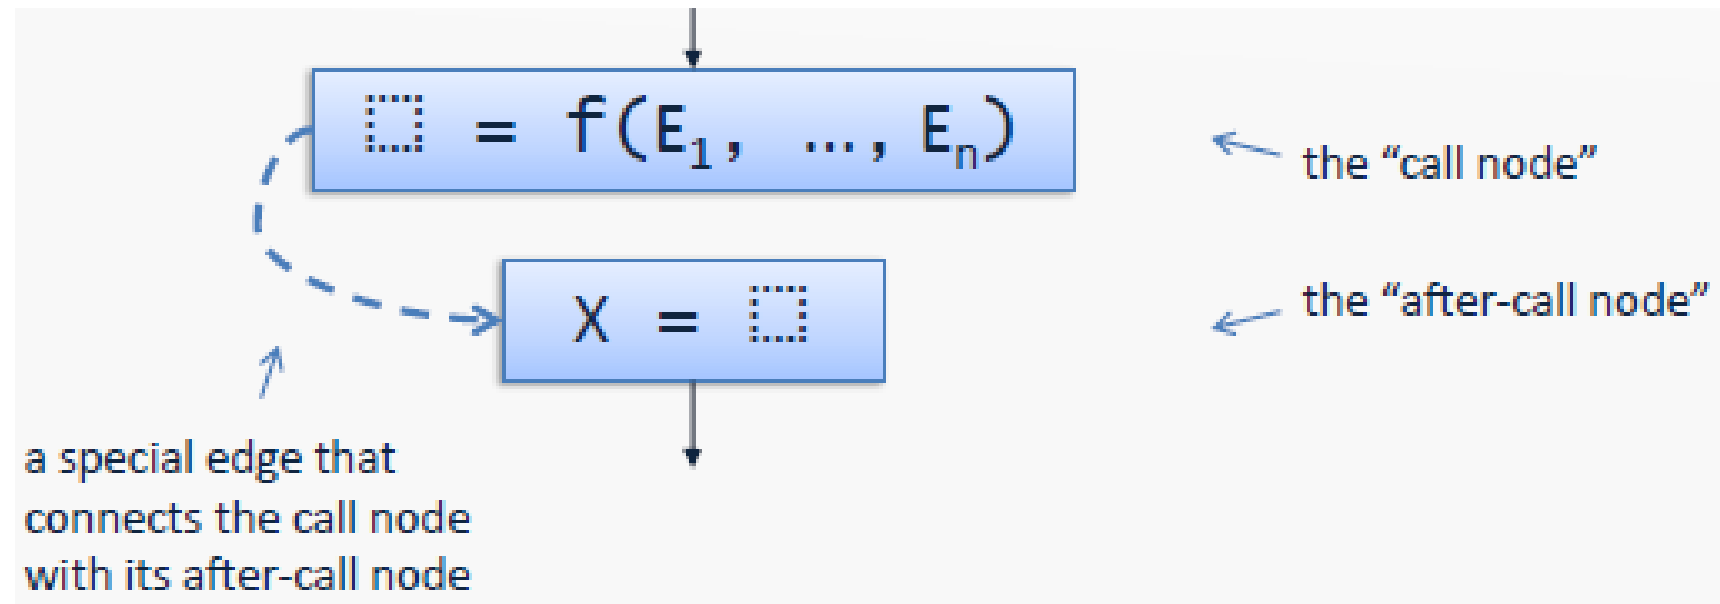 ⬚ = f(E₁, ..., Eₙ)
the “call node”
X = ⬚
the “after-call node”
a special edge that
connects the call node
with its after-call node